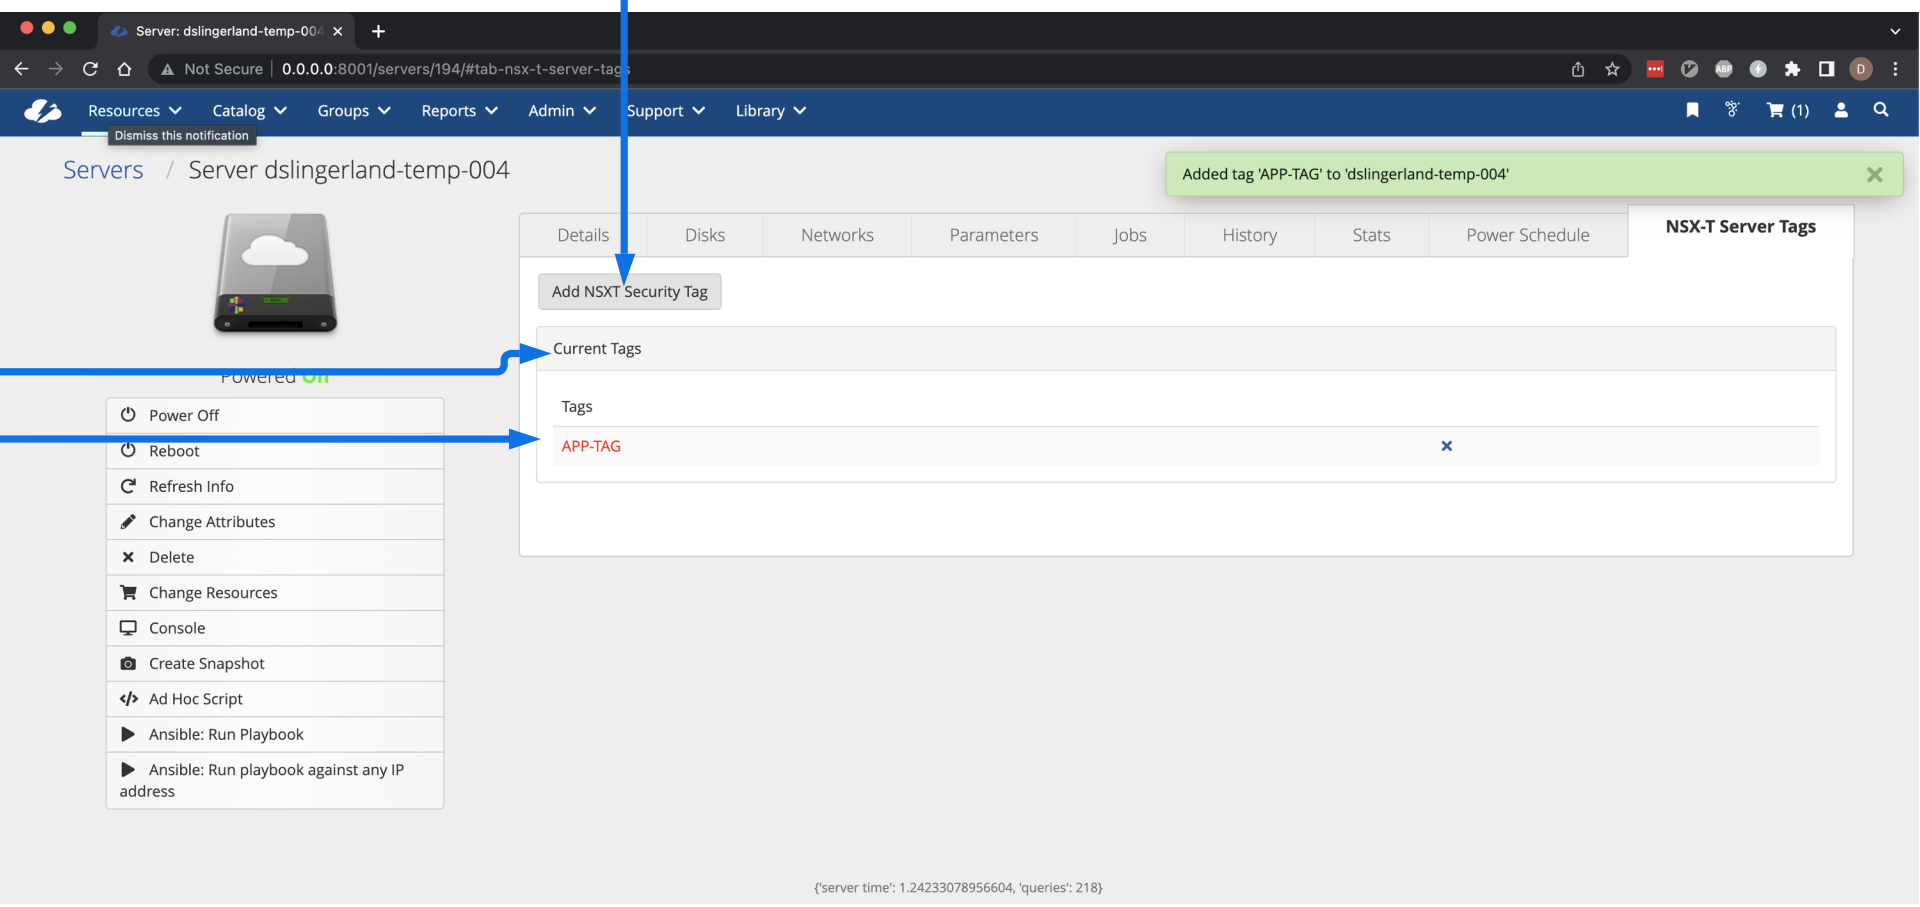 Server: dslingerland-temp-004
Not Secure | 0.0.0.0:8001/servers/194/#tab-nsx-t-server-tags
ABP
D
Resources Catalog Groups Reports Admin Support Library (1)
Dismiss this notification
Servers / Server dslingerland-temp-004
Added tag 'APP-TAG' to 'dslingerland-temp-004'
Details Disks Networks Parameters Jobs History Stats Power Schedule NSX-T Server Tags
Add NSXT Security Tag
Current Tags
Tags
APP-TAG
Powered On
Power Off
Reboot
Refresh Info
Change Attributes
Delete
Change Resources
Console
Create Snapshot
Ad Hoc Script
Ansible: Run Playbook
Ansible: Run playbook against any IP
address
{'server time': 1.24233078956604, 'queries': 218}